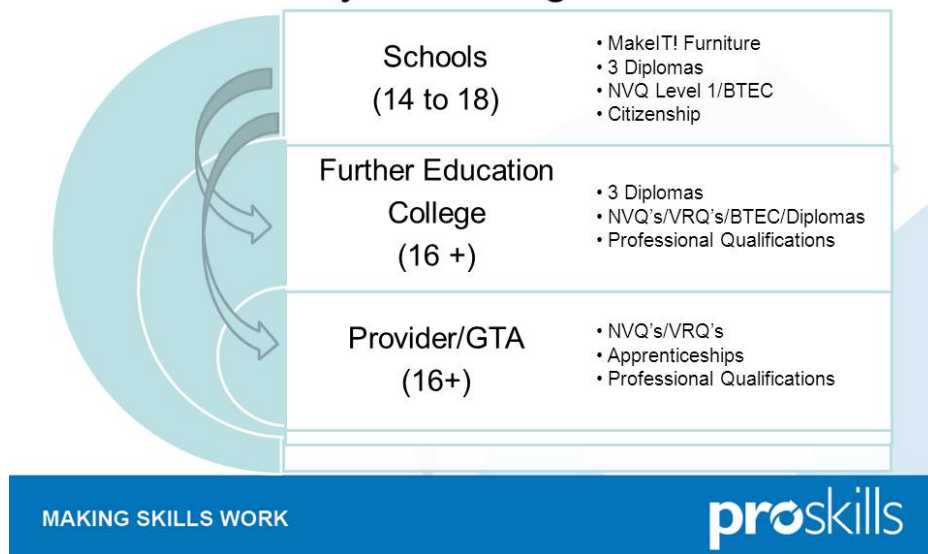 Schools
(14 to 18)
• MakeIT! Furniture
• 3 Diplomas
• NVQ Level 1/BTEC
• Citizenship
Further Education
College
(16 +)
• 3 Diplomas
• NVQ's/VRQ's/BTEC/Diplomas
• Professional Qualifications
Provider/GTA
(16+)
• NVQ's/VRQ's
• Apprenticeships
• Professional Qualifications
MAKING SKILLS WORK
proskills